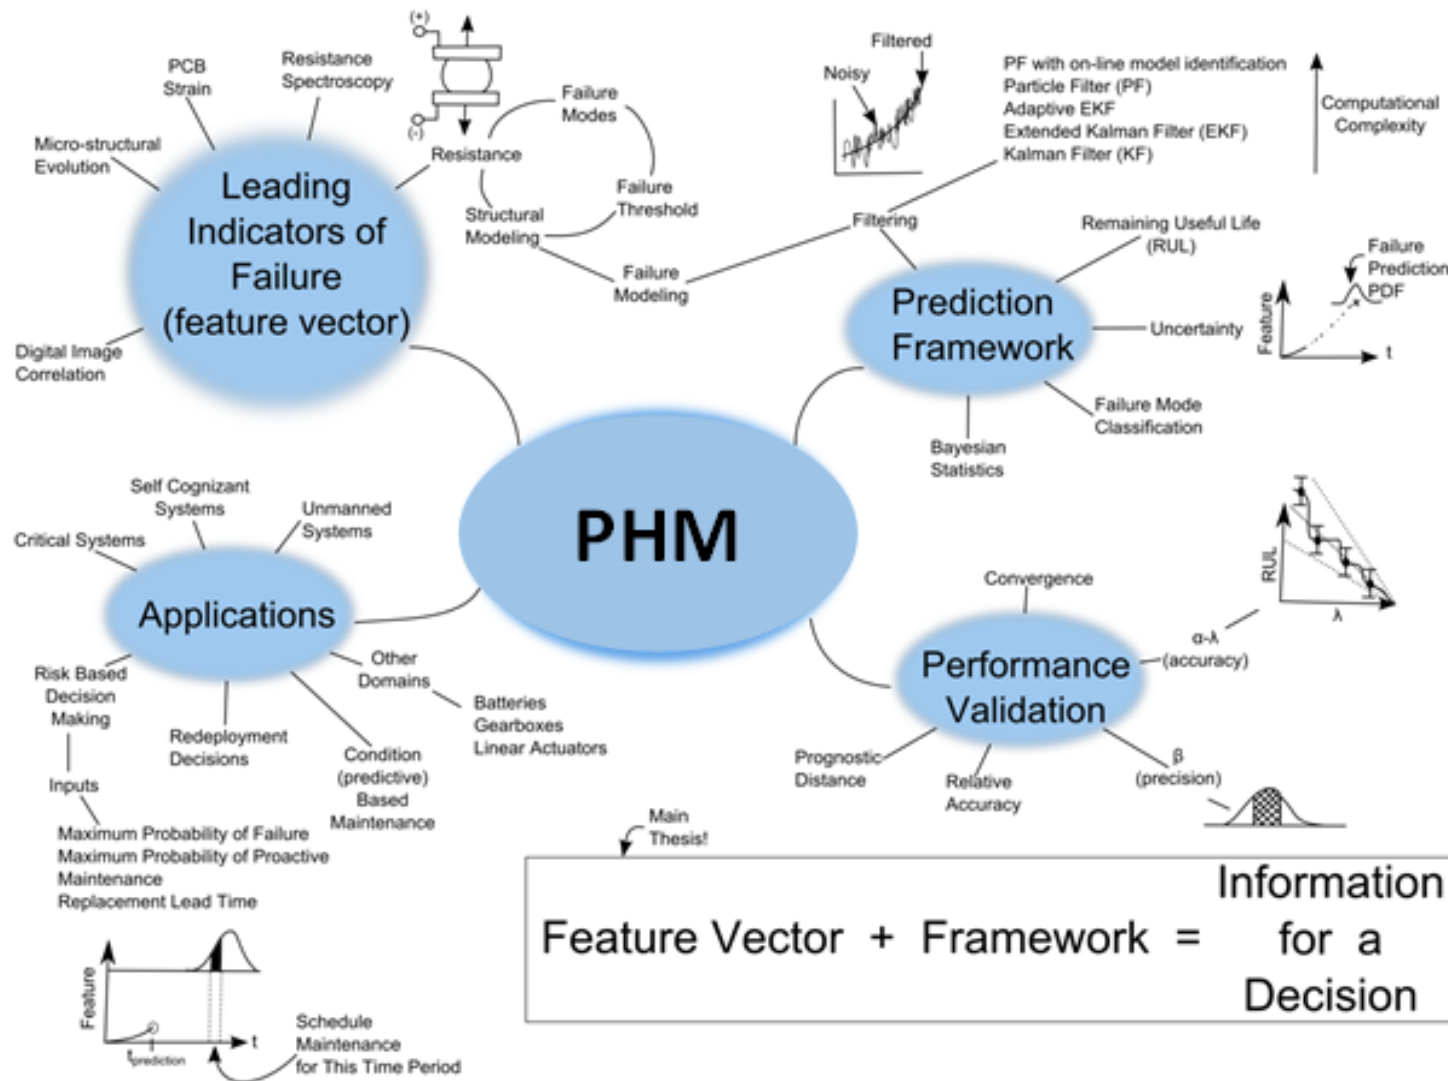 (+)
(-)
PCB
Strain
Resistance
Spectroscopy
Micro-structural
Evolution
Leading
Indicators of
Failure
(feature vector)
Digital Image
Correlation
Resistance
Failure
Modes
Failure
Threshold
Structural
Modeling
Failure
Modeling
Filtered
Noisy
PF with on-line model identification
Particle Filter (PF)
Adaptive EKF
Extended Kalman Filter (EKF)
Kalman Filter (KF)
Computational
Complexity
Filtering
Remaining Useful Life
(RUL)
Prediction
Framework
Uncertainty
Failure
Prediction
PDF
Feature
t
Failure Mode
Classification
Bayesian
Statistics
PHM
Self Cognizant
Systems
Unmanned
Systems
Critical Systems
Applications
Risk Based
Decision
Making
Other
Domains
Batteries
Gearboxes
Linear Actuators
Redeployment
Decisions
Condition
(predictive)
Based
Maintenance
Inputs
Maximum Probability of Failure
Maximum Probability of Proactive
Maintenance
Replacement Lead Time
Feature
tprediction
t
Schedule
Maintenance
for This Time Period
Convergence
RUL
λ
α-λ
(accuracy)
Performance
Validation
Prognostic
Distance
Relative
Accuracy
β
(precision)
Main
Thesis!
Feature Vector + Framework =
Information
for a
Decision